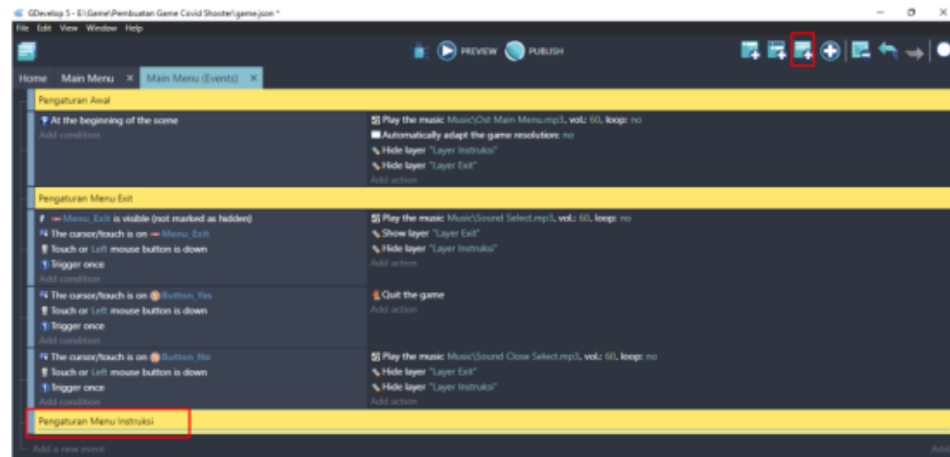 GDevelop 5 - E:\Game\Pembuatan Game Covid Shooter\game.json *
File Edit View Window Help
PREVIEW PUBLISH
Home Main Menu × Main Menu (Events) ×
Pengaturan Awal
At the beginning of the scene
Add condition
Play the music Music\Ost Main Menu.mp3, vol.: 60, loop: no
Automatically adapt the game resolution: no
Hide layer "Layer Instruksi"
Hide layer "Layer Exit"
Add action
Pengaturan Menu Exit
Menu_Exit is visible (not marked as hidden)
The cursor/touch is on Menu_Exit
Touch or Left mouse button is down
Trigger once
Add condition
Play the music Music\Sound Select.mp3, vol.: 60, loop: no
Show layer "Layer Exit"
Hide layer "Layer Instruksi"
Add action
The cursor/touch is on Button_Yes
Touch or Left mouse button is down
Trigger once
Add condition
Quit the game
Add action
The cursor/touch is on Button_No
Touch or Left mouse button is down
Trigger once
Add condition
Play the music Music\Sound Close Select.mp3, vol.: 60, loop: no
Hide layer "Layer Exit"
Hide layer "Layer Instruksi"
Add action
Pengaturan Menu Instruksi
Add a new event
Add